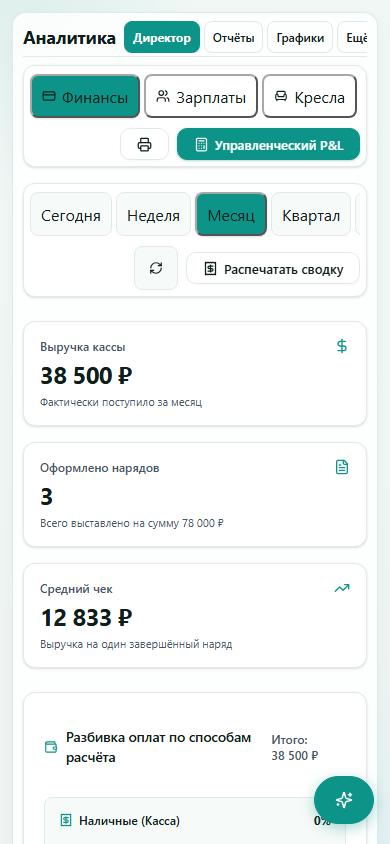 Аналитика Директор Отчёты Графики Ещё
Финансы Зарплаты Кресла
Управленческий P&L
Сегодня Неделя Месяц Квартал
Распечатать сводку
Выручка кассы
38 500 ₽
Фактически поступило за месяц
Оформлено нарядов
3
Всего выставлено на сумму 78 000 ₽
Средний чек
12 833 ₽
Выручка на один завершённый наряд
Разбивка оплат по способам расчёта
Итого:
38 500 ₽
Наличные (Касса) 0%